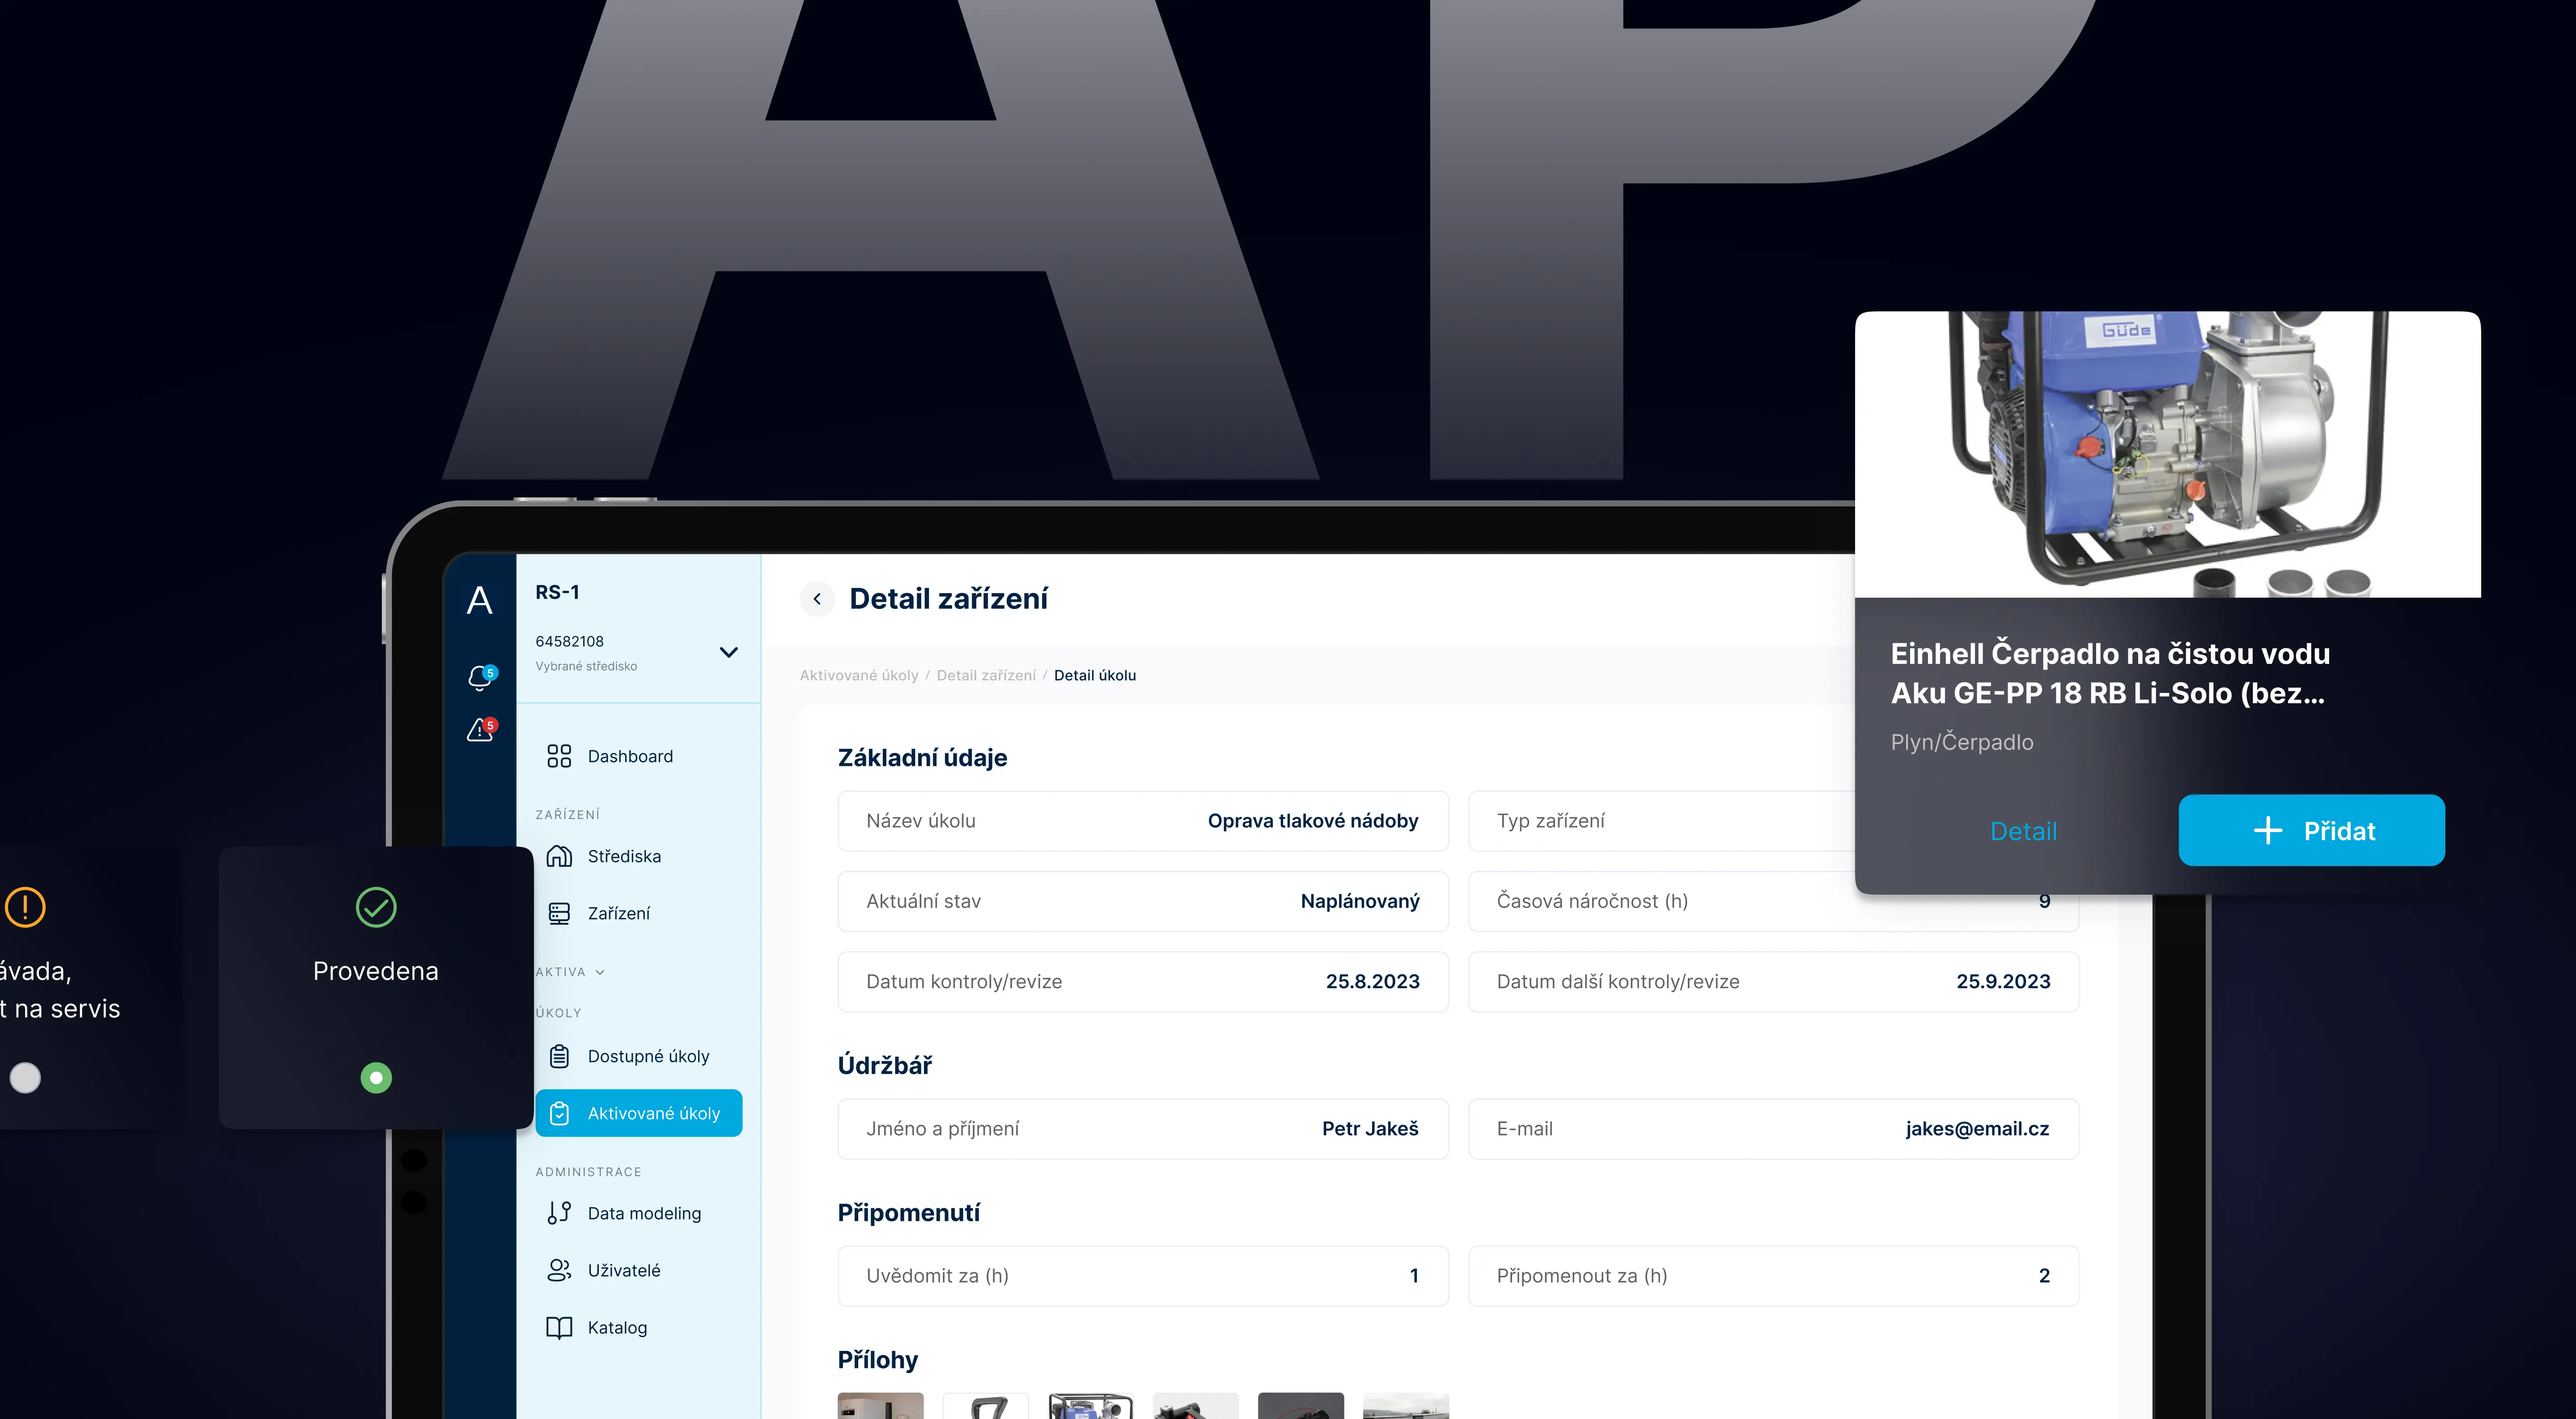 AP
Güde
Einhell Čerpadlo na čistou vodu
Aku GE-PP 18 RB Li-Solo (bez...
Plyn/Čerpadlo
Detail
Přidat
A
5
5
RS-1
64582108
Vybrané středisko
Dashboard
ZAŘÍZENÍ
Střediska
Zařízení
AKTIVA
ÚKOLY
Dostupné úkoly
Aktivované úkoly
ADMINISTRACE
Data modeling
Uživatelé
Katalog
Detail zařízení
Aktivované úkoly / Detail zařízení / Detail úkolu
Základní údaje
Název úkolu Oprava tlakové nádoby
Typ zařízení
Aktuální stav Naplánovaný
Časová náročnost (h) 9
Datum kontroly/revize 25.8.2023
Datum další kontroly/revize 25.9.2023
Údržbář
Jméno a příjmení Petr Jakeš
E-mail jakes@email.cz
Připomenutí
Uvědomit za (h) 1
Připomenout za (h) 2
Přílohy
ávada,
t na servis
Provedena